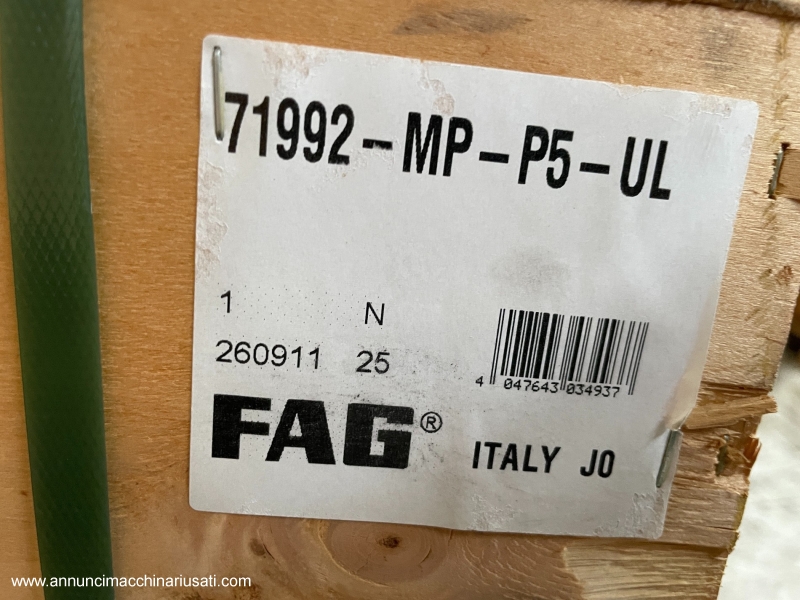 71992-MP-P5-UL
1 N
260911 25
4 047643 034937
FAG®
ITALY J0
www.annuncimacchinariusati.com